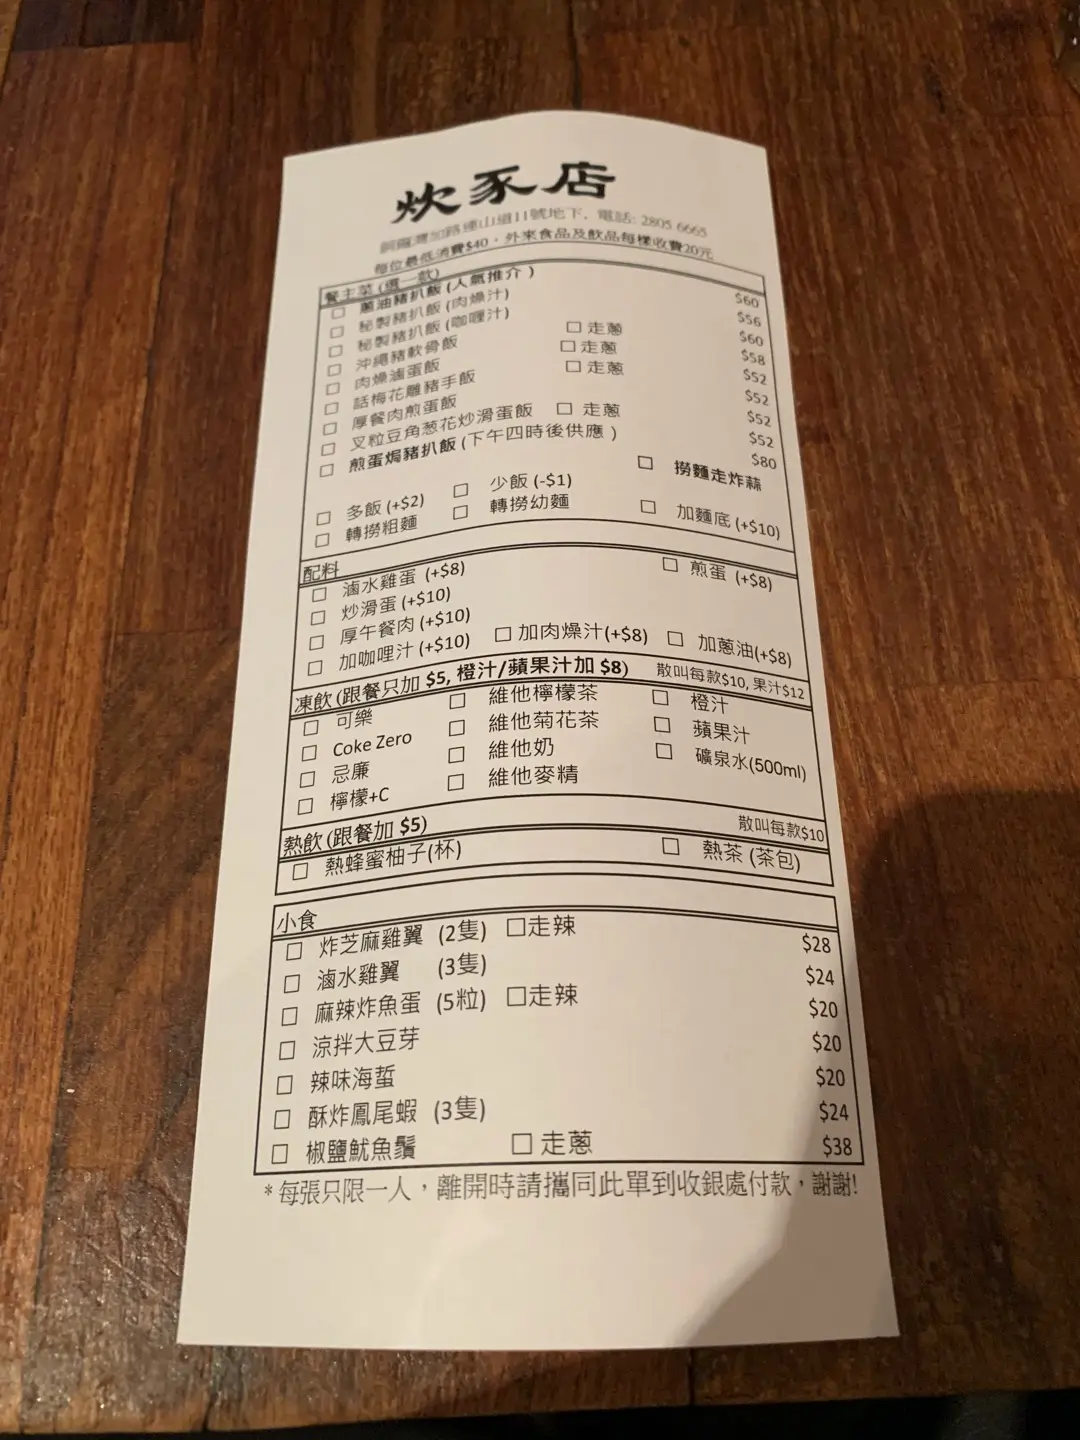 炊豕店
銅鑼灣加路連山道11號地下, 電話: 2805 6665
每位最低消費$40,外來食品及飲品每樣收費20元
餐主菜 (選一款)
□ 蔥油豬扒飯 (人氣推介) $60
□ 秘製豬扒飯 (肉燥汁) $56
□ 秘製豬扒飯 (咖喱汁) $60
□ 沖繩豬軟骨飯 □ 走蔥 $58
□ 肉燥滷蛋飯 □ 走蔥 $52
□ 話梅花雕豬手飯 □ 走蔥 $52
□ 厚餐肉煎蛋飯 $52
□ 叉粒豆角葱花炒滑蛋飯 □ 走蔥 $52
□ 煎蛋焗豬扒飯 (下午四時後供應) $80
□ 多飯 (+$2) □ 少飯 (-$1) □ 撈麵走炸蒜
□ 轉撈粗麵 □ 轉撈幼麵 □ 加麵底 (+$10)
配料
□ 滷水雞蛋 (+$8) □ 煎蛋 (+$8)
□ 炒滑蛋 (+$10)
□ 厚午餐肉 (+$10)
□ 加咖哩汁 (+$10) □ 加肉燥汁(+$8) □ 加蔥油(+$8)
凍飲 (跟餐只加 $5, 橙汁/蘋果汁加 $8) 散叫每款$10, 果汁$12
□ 可樂 □ 維他檸檬茶 □ 橙汁
□ Coke Zero □ 維他菊花茶 □ 蘋果汁
□ 忌廉 □ 維他奶 □ 礦泉水(500ml)
□ 檸檬+C □ 維他麥精
熱飲 (跟餐加 $5) 散叫每款$10
□ 熱蜂蜜柚子(杯) □ 熱茶 (茶包)
小食
□ 炸芝麻雞翼 (2隻) □走辣 $28
□ 滷水雞翼 (3隻) $24
□ 麻辣炸魚蛋 (5粒) □走辣 $20
□ 涼拌大豆芽 $20
□ 辣味海蜇 $20
□ 酥炸鳳尾蝦 (3隻) $24
□ 椒鹽魷魚鬚 □ 走蔥 $38
*每張只限一人,離開時請攜同此單到收銀處付款,謝謝!